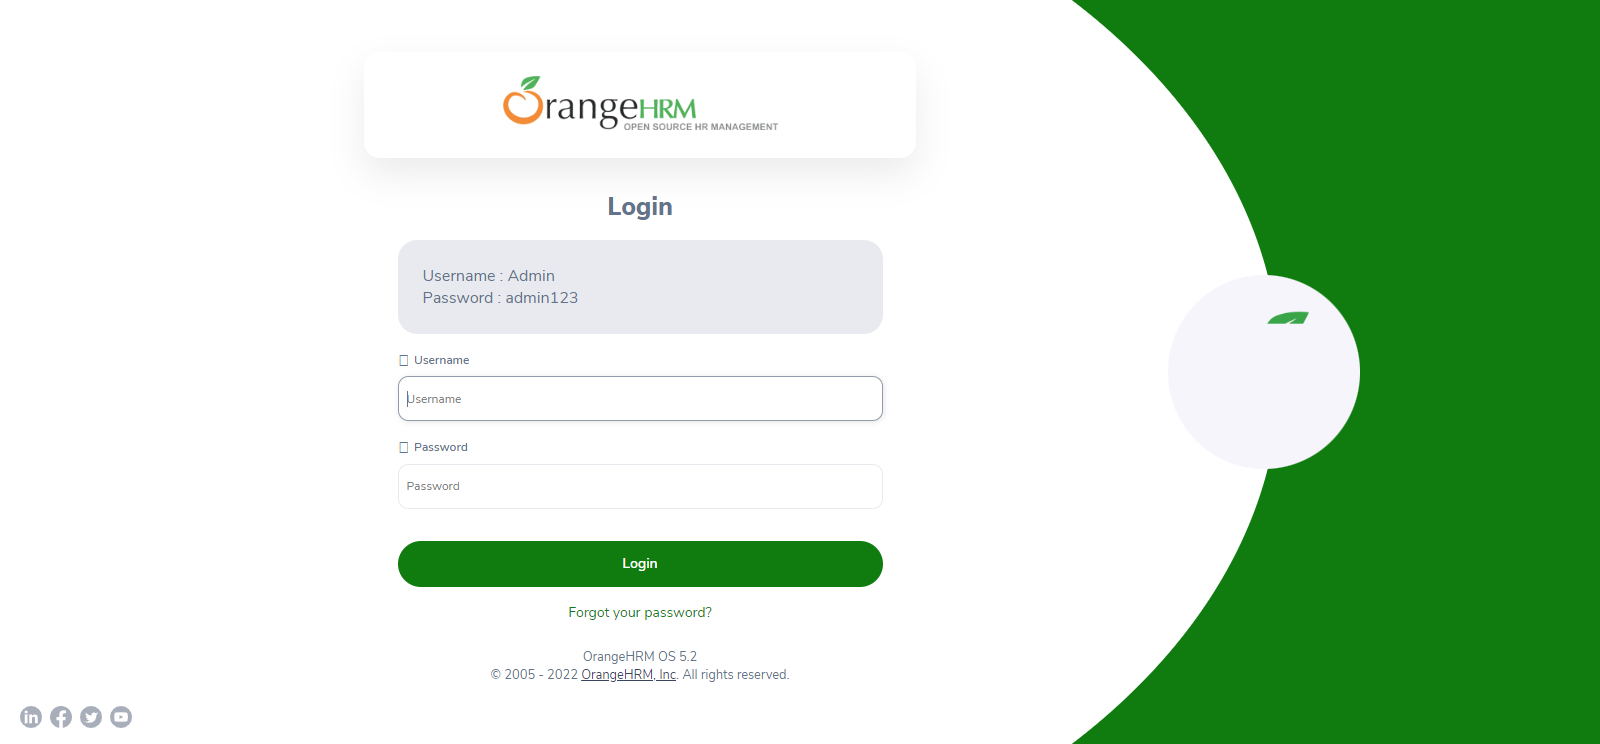 OrangeHRM
OPEN SOURCE HR MANAGEMENT
Login
Username : Admin
Password : admin123
Username
Username
Password
Password
Login
Forgot your password?
OrangeHRM OS 5.2
© 2005 - 2022 OrangeHRM, Inc. All rights reserved.